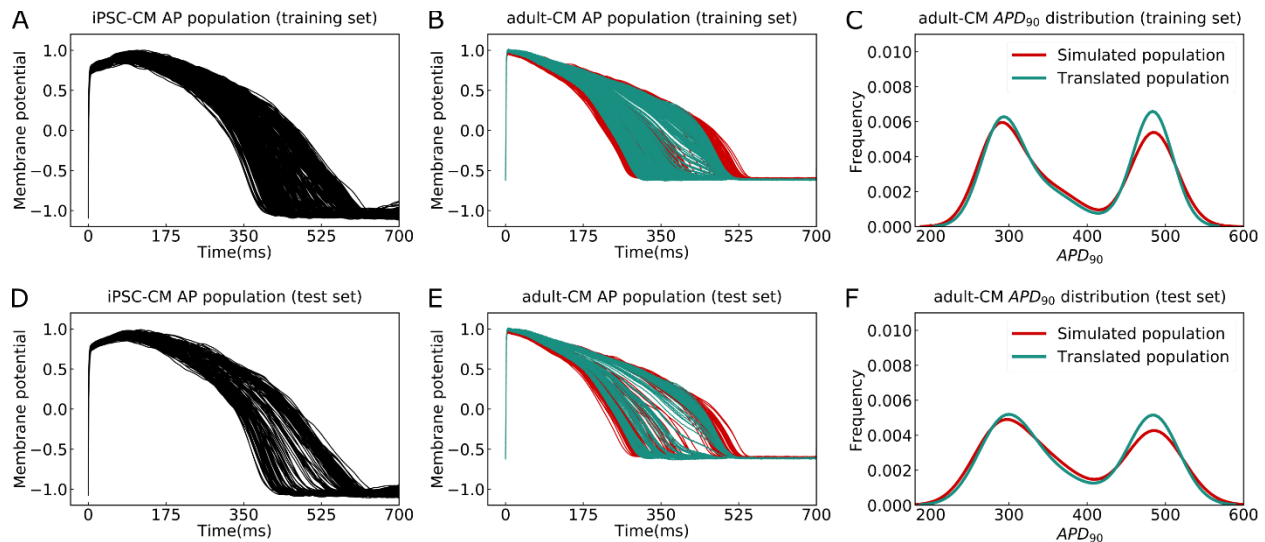 A
iPSC-CM AP population (training set)
Membrane potential
1.0
0.5
0.0
−0.5
−1.0
0 175 350 525 700
Time(ms)
B
adult-CM AP population (training set)
Membrane potential
1.0
0.5
0.0
−0.5
−1.0
0 175 350 525 700
Time(ms)
C
adult-CM APD90 distribution (training set)
Frequency
0.010
0.008
0.006
0.004
0.002
0.000
200 300 400 500 600
APD90
Simulated population
Translated population
D
iPSC-CM AP population (test set)
Membrane potential
1.0
0.5
0.0
−0.5
−1.0
0 175 350 525 700
Time(ms)
E
adult-CM AP population (test set)
Membrane potential
1.0
0.5
0.0
−0.5
−1.0
0 175 350 525 700
Time(ms)
F
adult-CM APD90 distribution (test set)
Frequency
0.010
0.008
0.006
0.004
0.002
0.000
200 300 400 500 600
APD90
Simulated population
Translated population